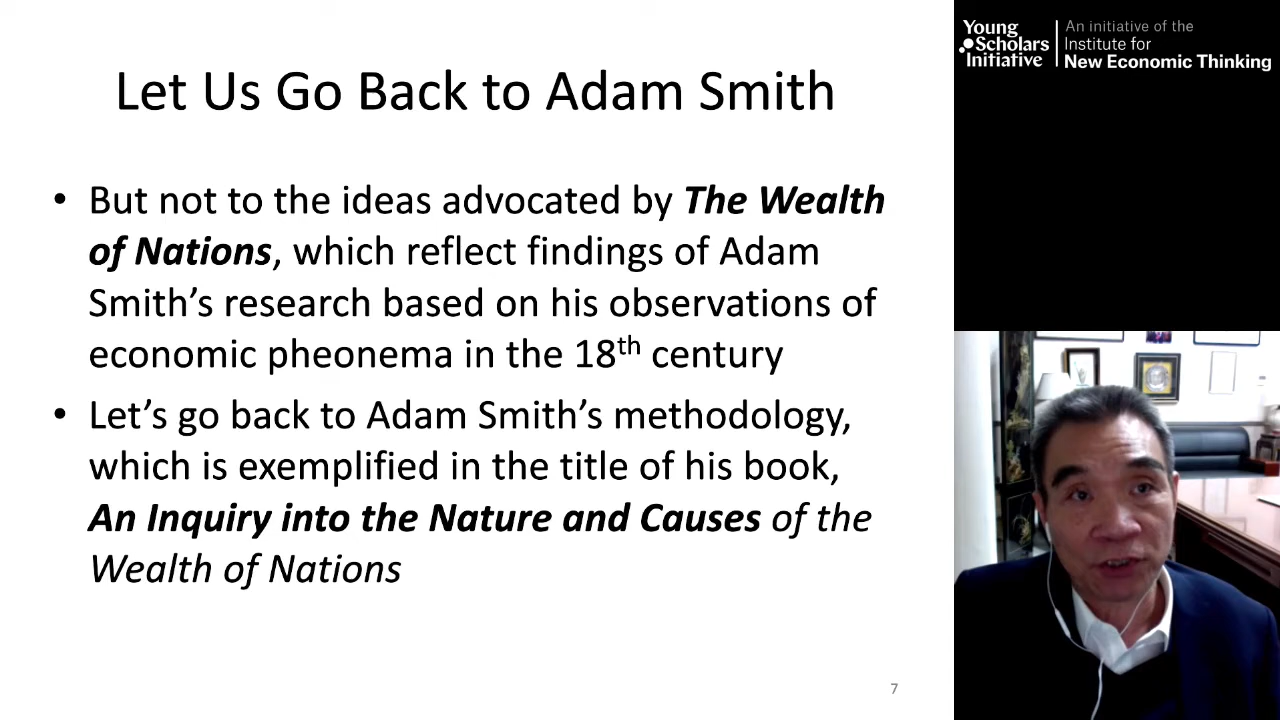 Let Us Go Back to Adam Smith
• But not to the ideas advocated by The Wealth
of Nations, which reflect findings of Adam
Smith’s research based on his observations of
economic pheonema in the 18th century
• Let’s go back to Adam Smith’s methodology,
which is exemplified in the title of his book,
An Inquiry into the Nature and Causes of the
Wealth of Nations
7
Young
Scholars
Initiative
An initiative of the
Institute for
New Economic Thinking